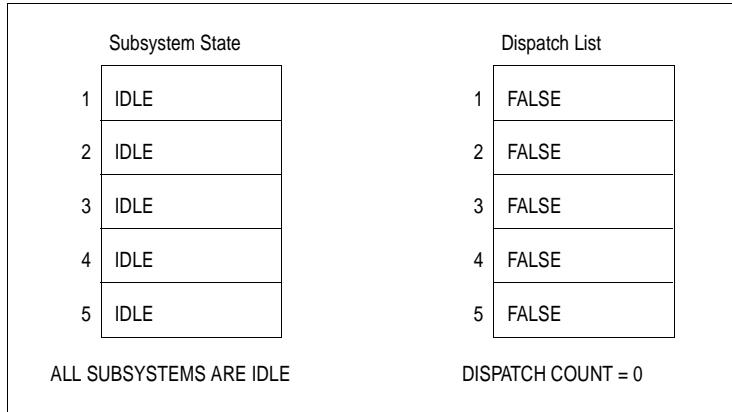 Subsystem State Dispatch List
1 IDLE 1 FALSE
2 IDLE 2 FALSE
3 IDLE 3 FALSE
4 IDLE 4 FALSE
5 IDLE 5 FALSE
ALL SUBSYSTEMS ARE IDLE DISPATCH COUNT = 0